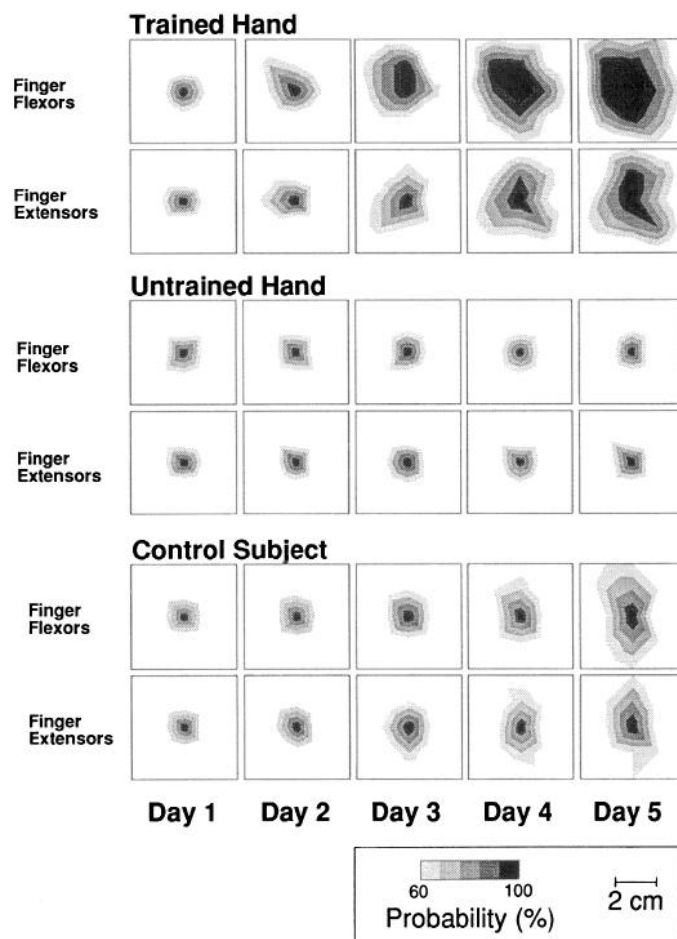 Trained Hand
Finger
Flexors
Finger
Extensors
Untrained Hand
Finger
Flexors
Finger
Extensors
Control Subject
Finger
Flexors
Finger
Extensors
Day 1 Day 2 Day 3 Day 4 Day 5
60 100
Probability (%)
2 cm